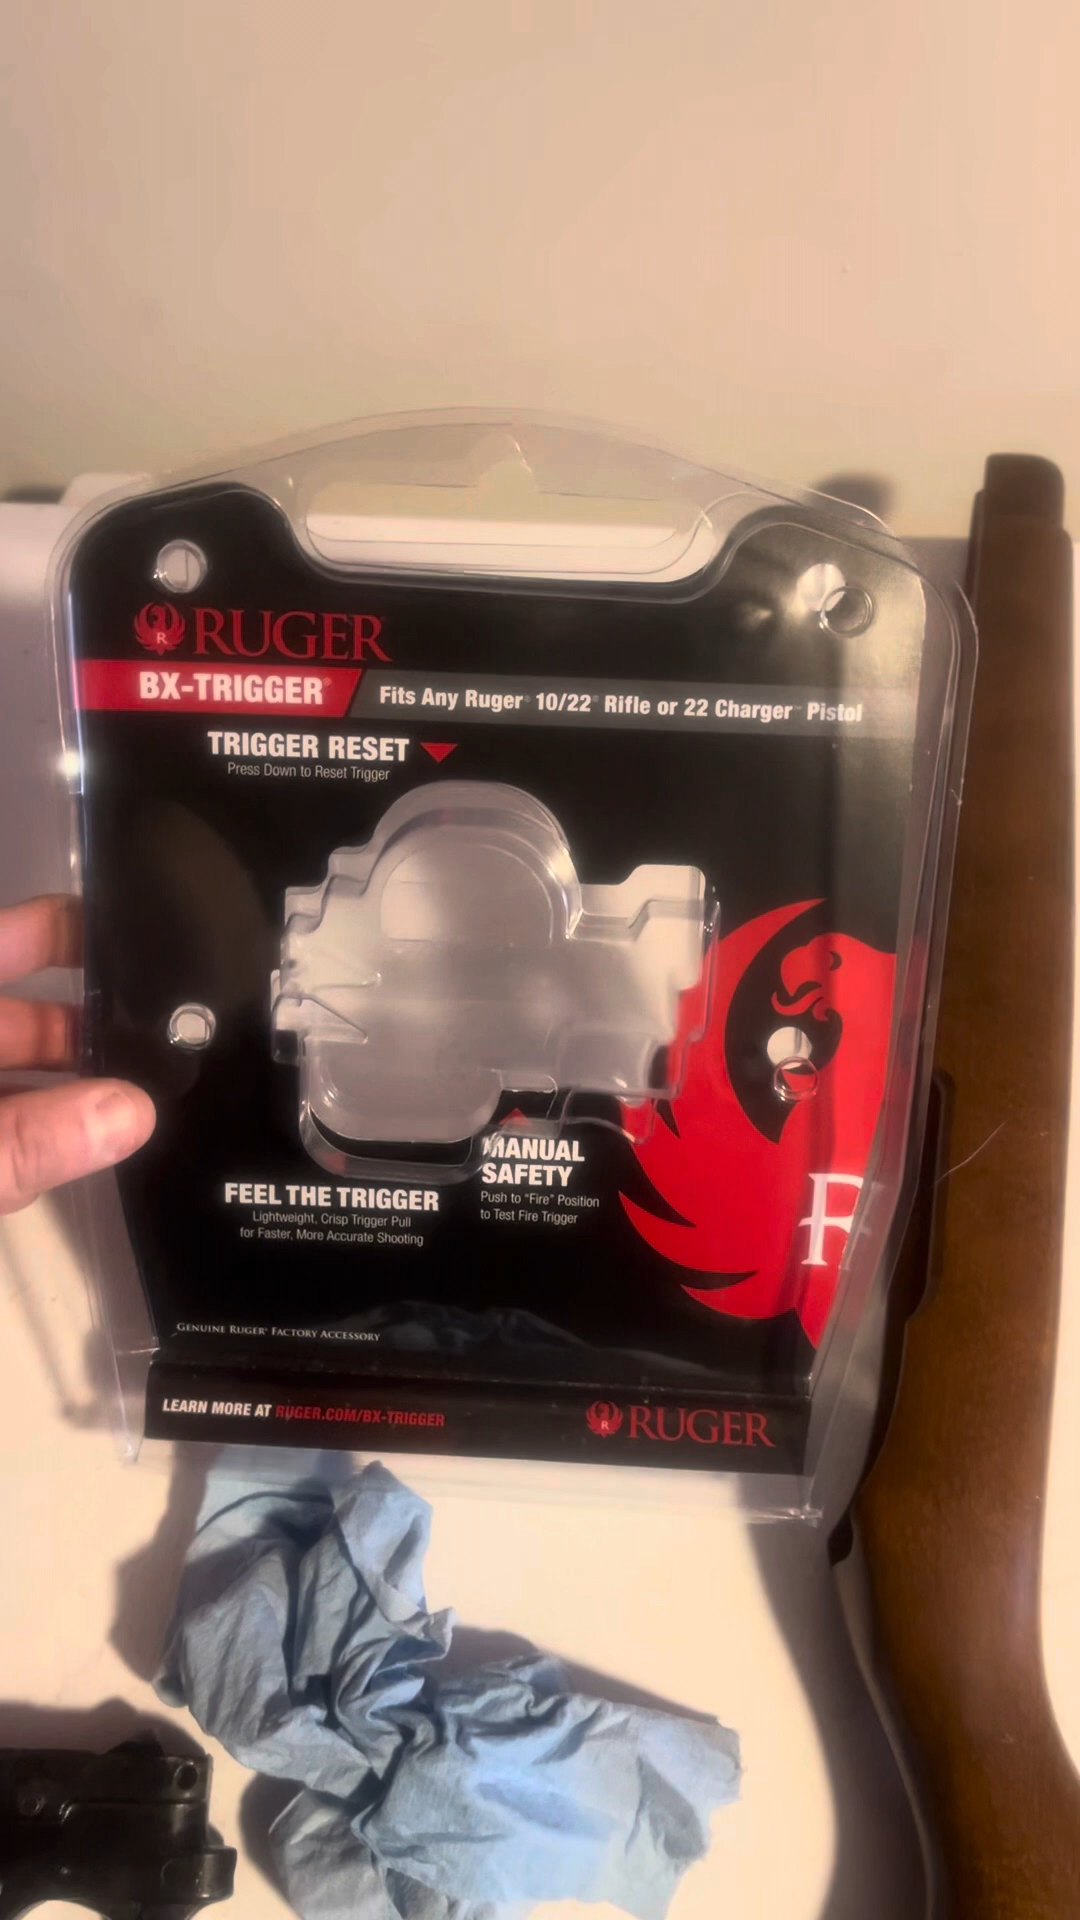 RUGER
BX-TRIGGER®
Fits Any Ruger® 10/22® Rifle or 22 Charger™ Pistol
TRIGGER RESET
Press Down to Reset Trigger
MANUAL
SAFETY
Push to "Fire" Position
to Test Fire Trigger
FEEL THE TRIGGER
Lightweight, Crisp Trigger Pull
for Faster, More Accurate Shooting
R
GENUINE RUGER® FACTORY ACCESSORY
LEARN MORE AT RUGER.COM/BX-TRIGGER
RUGER